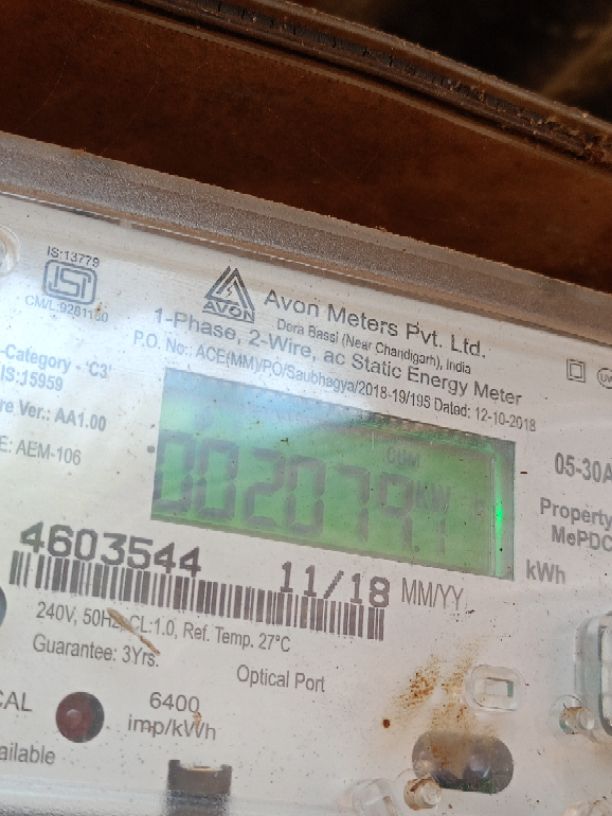 IS:13779
ISI
CM/L:9281150
AVON
Avon Meters Pvt. Ltd.
Dera Bassi (Near Chandigarh), India
1-Phase, 2-Wire, ac Static Energy Meter
P.O. No.: ACE(MM)/PO/Saubhagya/2018-19/195 Dated: 12-10-2018
-Category - 'C3'
IS:15959
re Ver.: AA1.00
E: AEM-106
CUM
KW
05-30A
Property
MePDC
kWh
4603544
11/18 MM/YY
240V, 50Hz, CL:1.0, Ref. Temp. 27°C
Guarantee: 3Yrs.
Optical Port
CAL
6400
imp/kWh
ailable